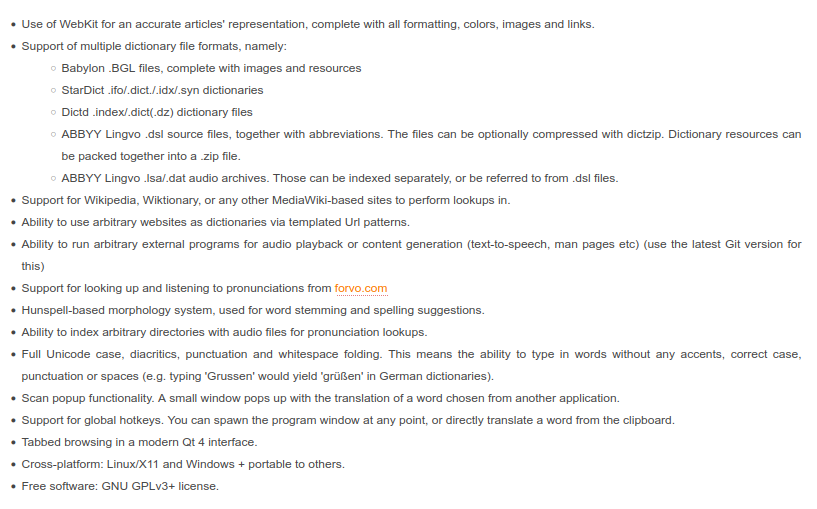 • Use of WebKit for an accurate articles' representation, complete with all formatting, colors, images and links.
• Support of multiple dictionary file formats, namely:
○ Babylon .BGL files, complete with images and resources
○ StarDict .ifo/.dict./.idx/.syn dictionaries
○ Dictd .index/.dict(.dz) dictionary files
○ ABBYY Lingvo .dsl source files, together with abbreviations. The files can be optionally compressed with dictzip. Dictionary resources can
be packed together into a .zip file.
○ ABBYY Lingvo .lsa/.dat audio archives. Those can be indexed separately, or be referred to from .dsl files.
• Support for Wikipedia, Wiktionary, or any other MediaWiki-based sites to perform lookups in.
• Ability to use arbitrary websites as dictionaries via templated Url patterns.
• Ability to run arbitrary external programs for audio playback or content generation (text-to-speech, man pages etc) (use the latest Git version for
this)
• Support for looking up and listening to pronunciations from forvo.com
• Hunspell-based morphology system, used for word stemming and spelling suggestions.
• Ability to index arbitrary directories with audio files for pronunciation lookups.
• Full Unicode case, diacritics, punctuation and whitespace folding. This means the ability to type in words without any accents, correct case,
punctuation or spaces (e.g. typing 'Grussen' would yield 'grüßen' in German dictionaries).
• Scan popup functionality. A small window pops up with the translation of a word chosen from another application.
• Support for global hotkeys. You can spawn the program window at any point, or directly translate a word from the clipboard.
• Tabbed browsing in a modern Qt 4 interface.
• Cross-platform: Linux/X11 and Windows + portable to others.
• Free software: GNU GPLv3+ license.